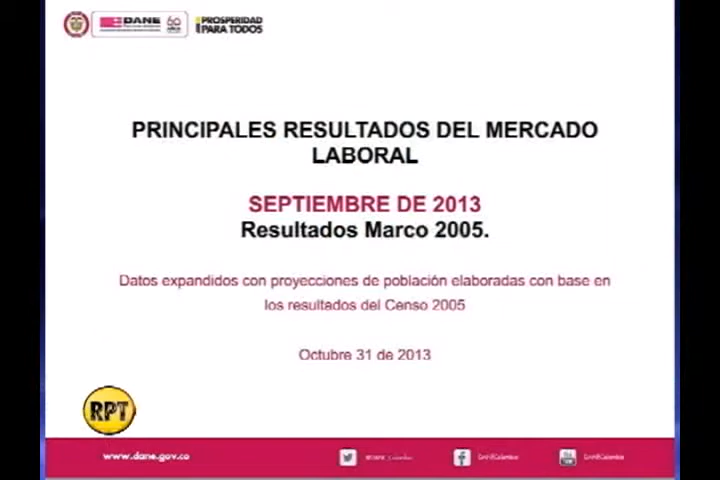 DANE
60
PROSPERIDAD
PARA TODOS
PRINCIPALES RESULTADOS DEL MERCADO
LABORAL
SEPTIEMBRE DE 2013
Resultados Marco 2005.
Datos expandidos con proyecciones de población elaboradas con base en
los resultados del Censo 2005
Octubre 31 de 2013
RPT
www.dane.gov.co